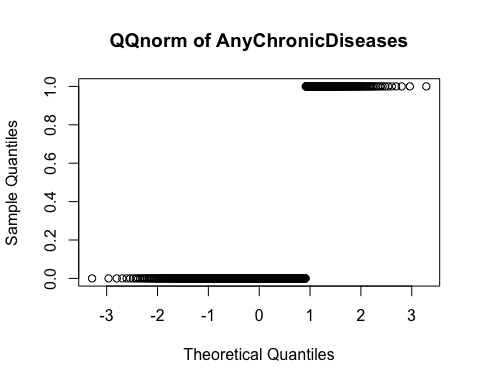 QQnorm of AnyChronicDiseases
Sample Quantiles
1.0
0.8
0.6
0.4
0.2
0.0
-3 -2 -1 0 1 2 3
Theoretical Quantiles